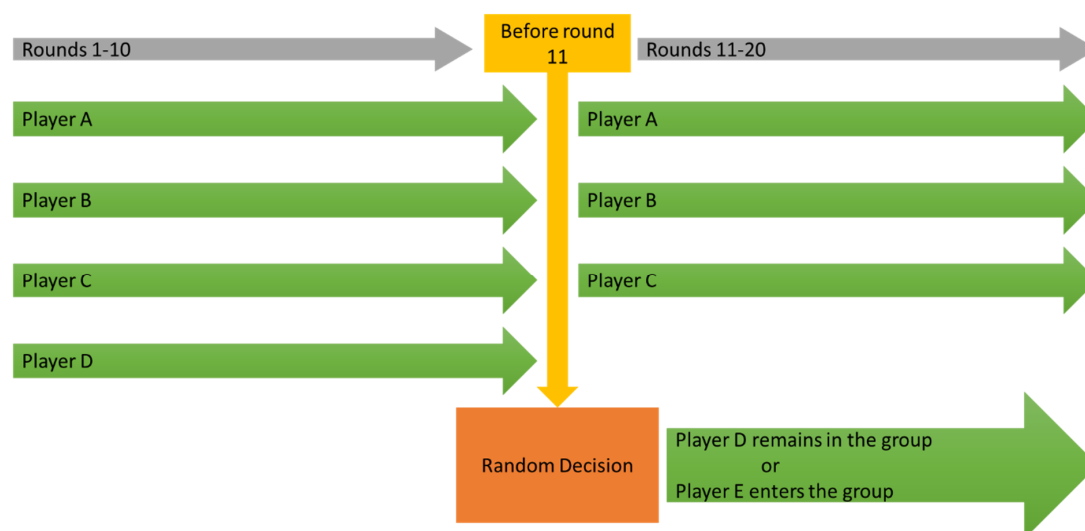 Rounds 1-10
Before round
11
Rounds 11-20
Player A
Player A
Player B
Player B
Player C
Player C
Player D
Random Decision
Player D remains in the group
or
Player E enters the group